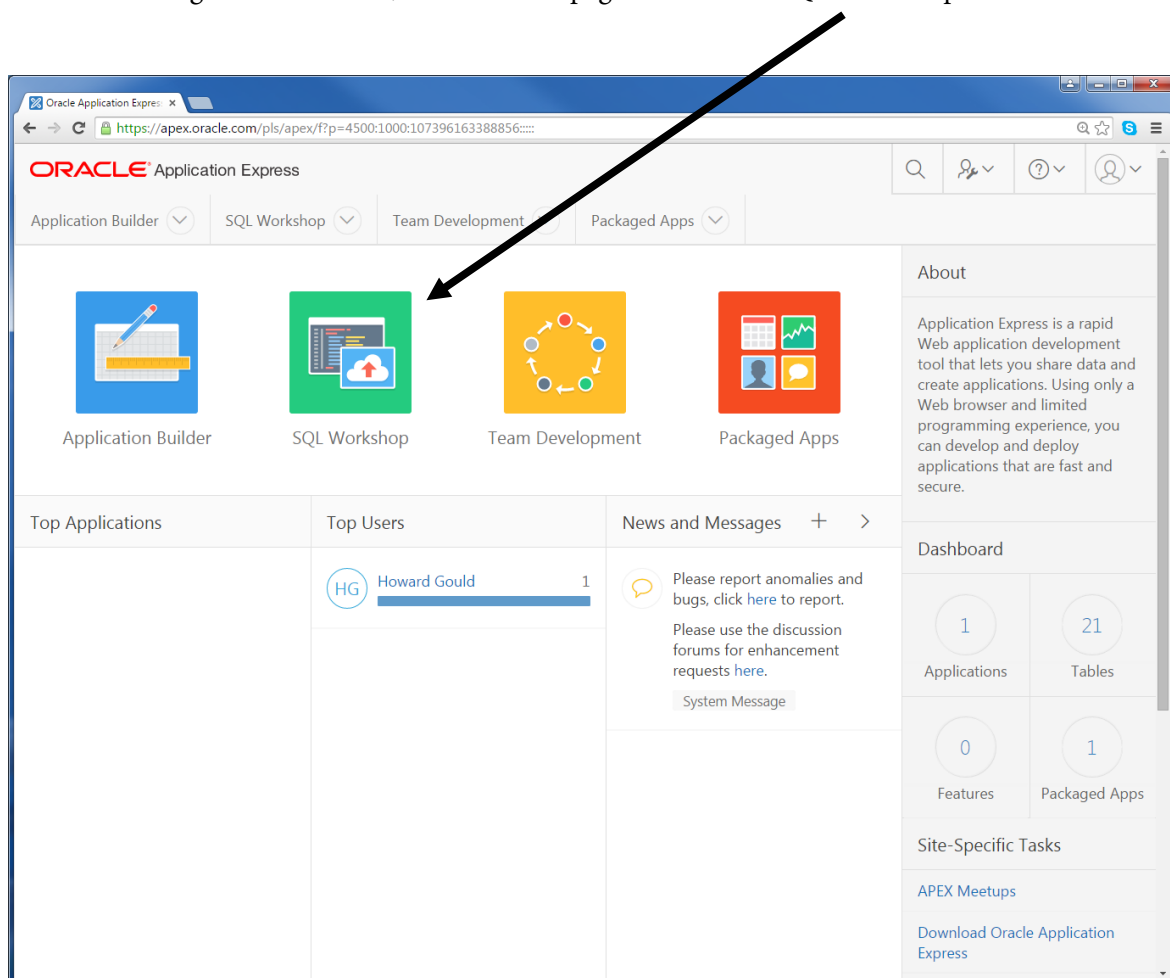 Oracle Application Expres
https://apex.oracle.com/pls/apex/f?p=4500:1000:107396163388856:::::
ORACLE Application Express
Application Builder SQL Workshop Team Development Packaged Apps
Application Builder
SQL Workshop
Team Development
Packaged Apps
Top Applications
Top Users
HG Howard Gould 1
News and Messages
Please report anomalies and
bugs, click here to report.
Please use the discussion
forums for enhancement
requests here.
System Message
About
Application Express is a rapid
Web application development
tool that lets you share data and
create applications. Using only a
Web browser and limited
programming experience, you
can develop and deploy
applications that are fast and
secure.
Dashboard
1
Applications
21
Tables
0
Features
1
Packaged Apps
Site-Specific Tasks
APEX Meetups
Download Oracle Application
Express